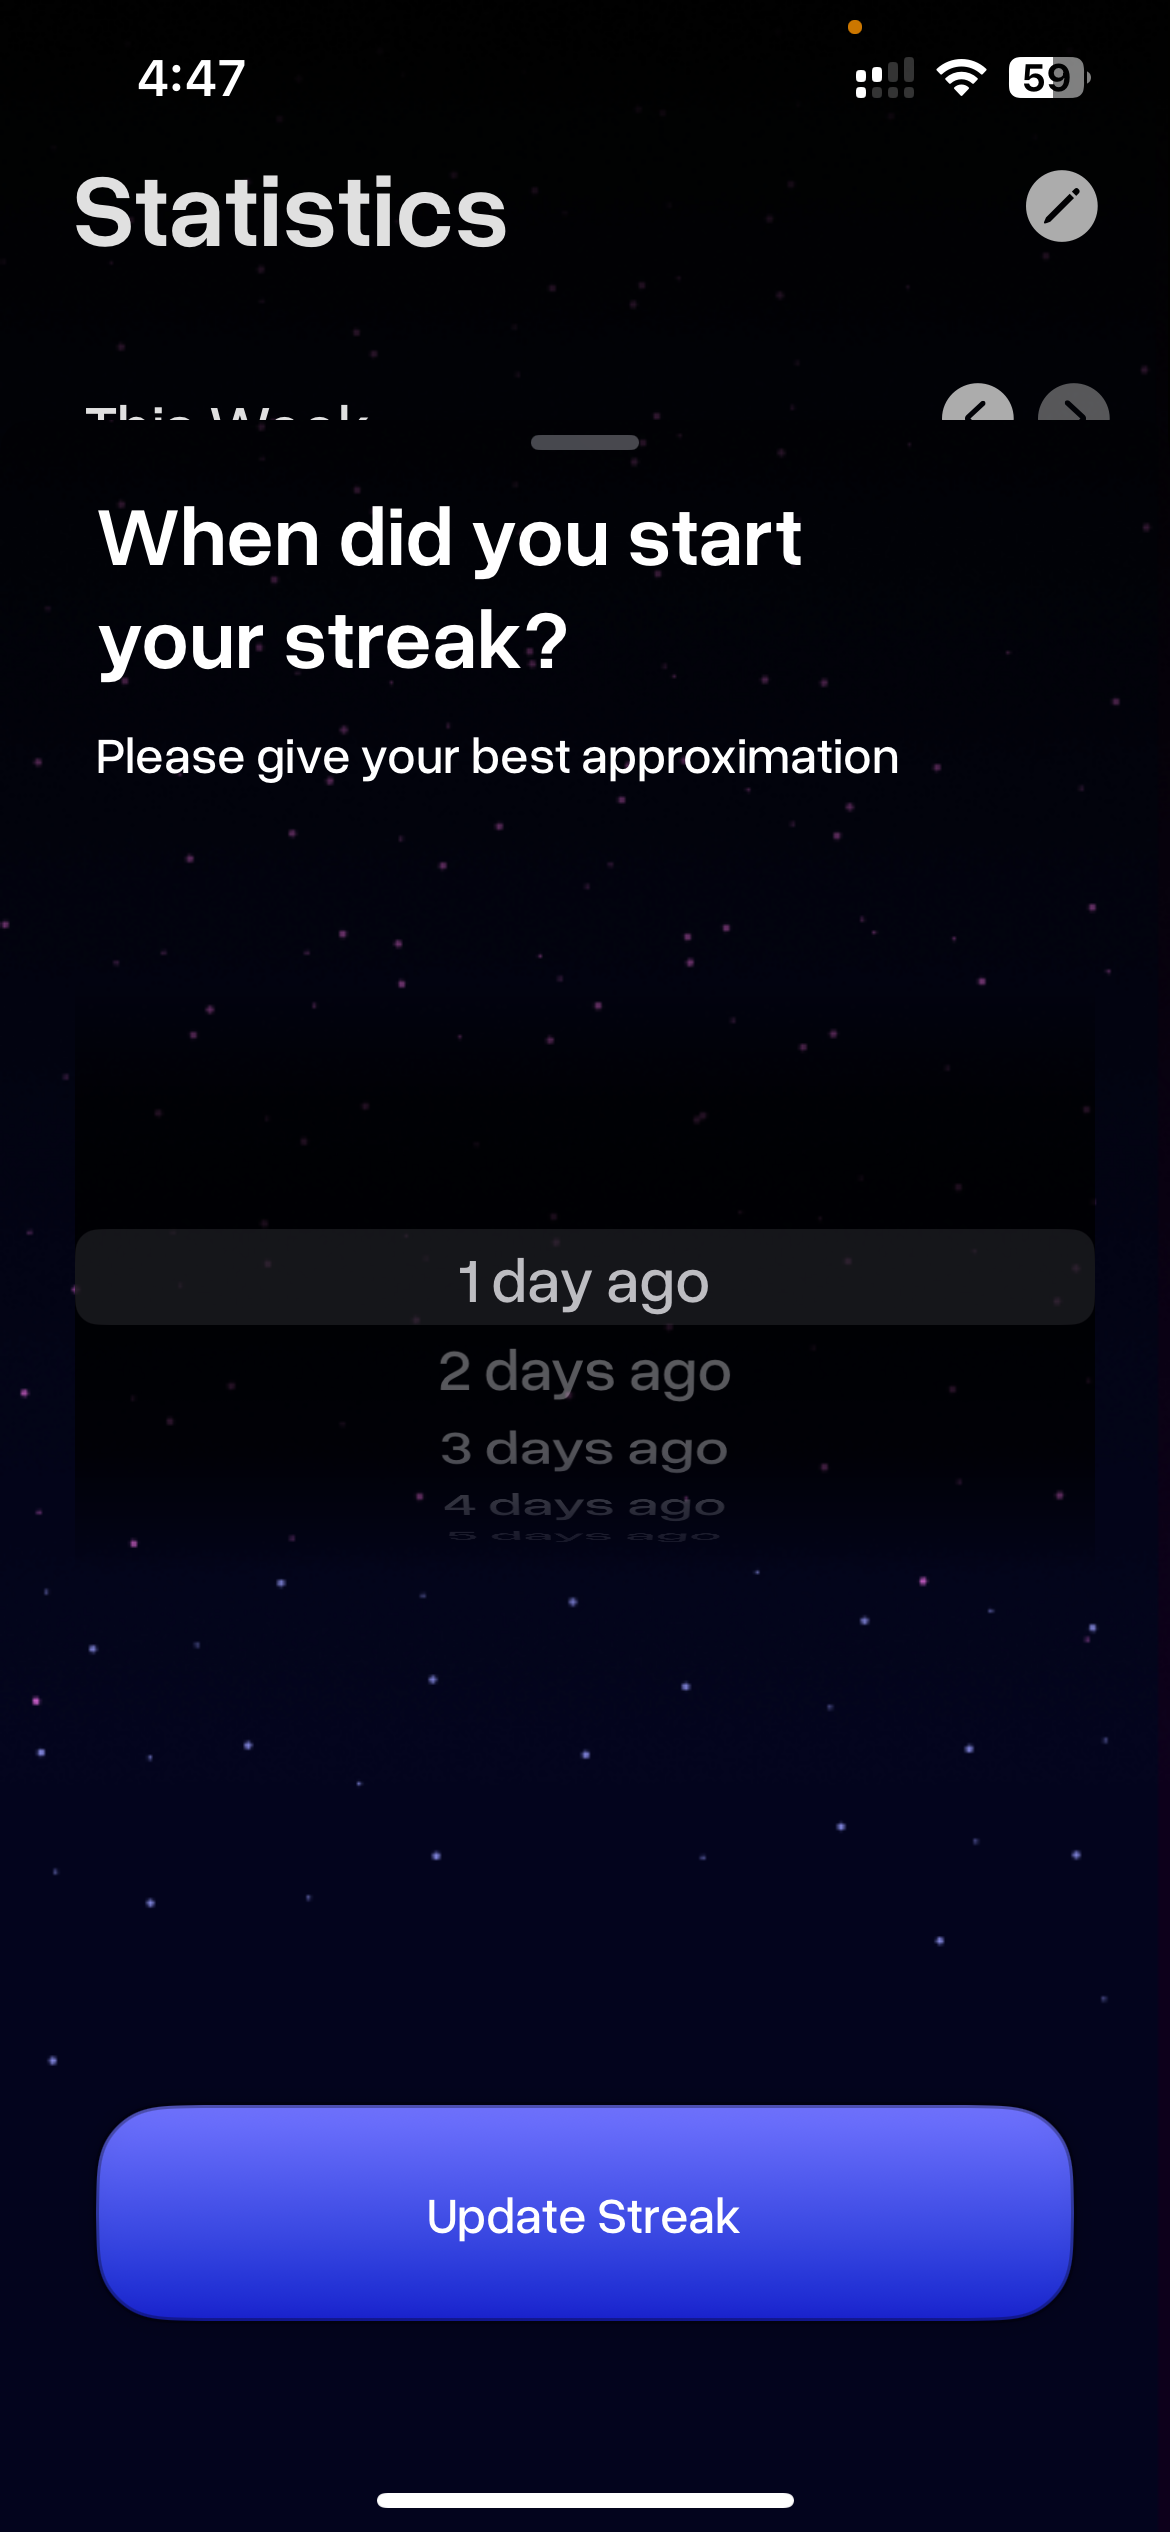 4:47
59
Statistics
This Week
When did you start
your streak?
Please give your best approximation
1 day ago
2 days ago
3 days ago
4 days ago
5 days ago
Update Streak